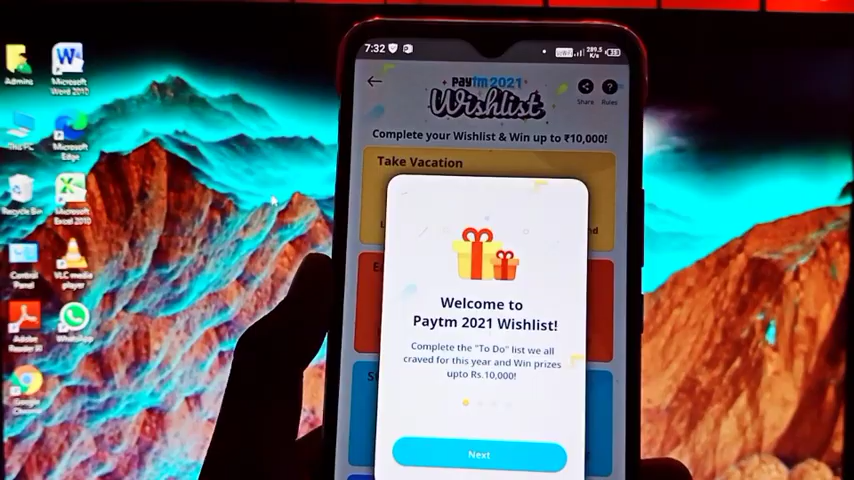 7:32
VoWiFi
289.5
K/s
paytm 2021
Wishlist
Share
Rules
Complete your Wishlist & Win up to ₹10,000!
Take Vacation
Welcome to
Paytm 2021 Wishlist!
Complete the "To Do" list we all
craved for this year and Win prizes
upto Rs.10,000!
Next
Admins
Microsoft
Word 2010
This PC
Microsoft
Edge
Recycle Bin
Microsoft
Excel 2010
Control
Panel
VLC media
player
Adobe
Reader XI
WhatsApp
Google
Chrome